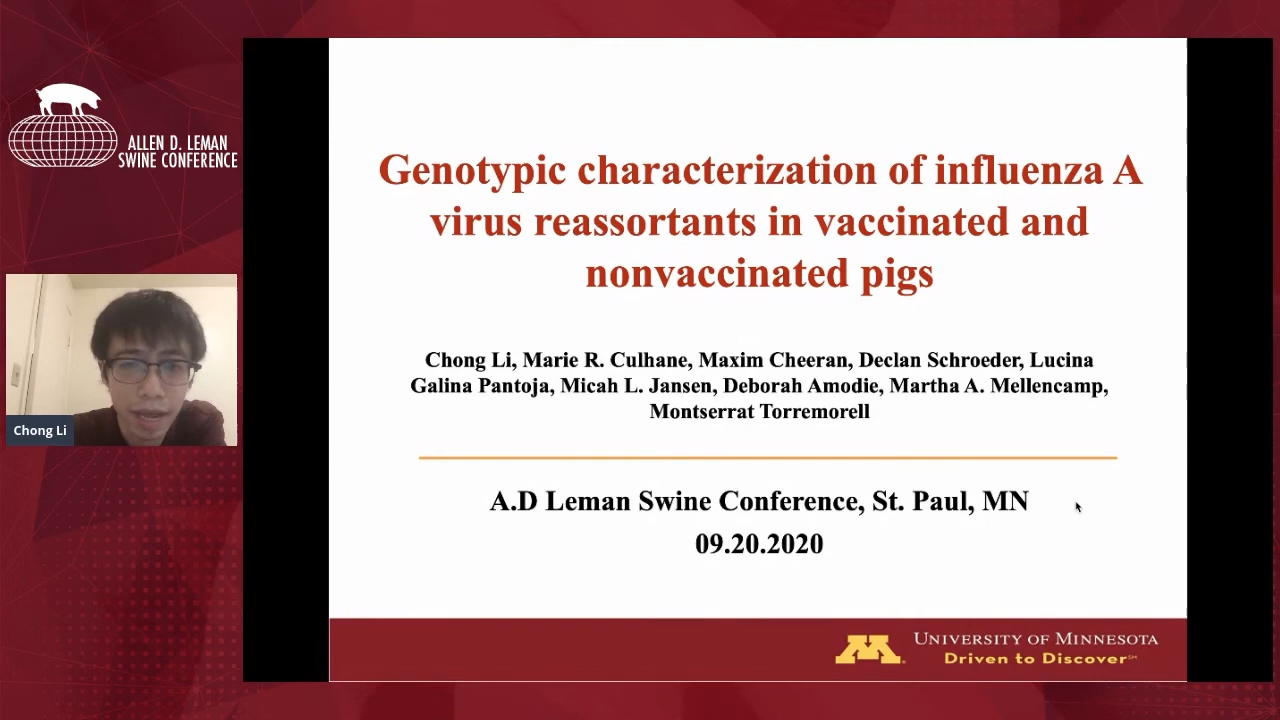 ALLEN D. LEMAN
SWINE CONFERENCE
Chong Li
Genotypic characterization of influenza A
virus reassortants in vaccinated and
nonvaccinated pigs
Chong Li, Marie R. Culhane, Maxim Cheeran, Declan Schroeder, Lucina
Galina Pantoja, Micah L. Jansen, Deborah Amodie, Martha A. Mellencamp,
Montserrat Torremorell
A.D Leman Swine Conference, St. Paul, MN
09.20.2020
M
UNIVERSITY OF MINNESOTA
Driven to Discover℠